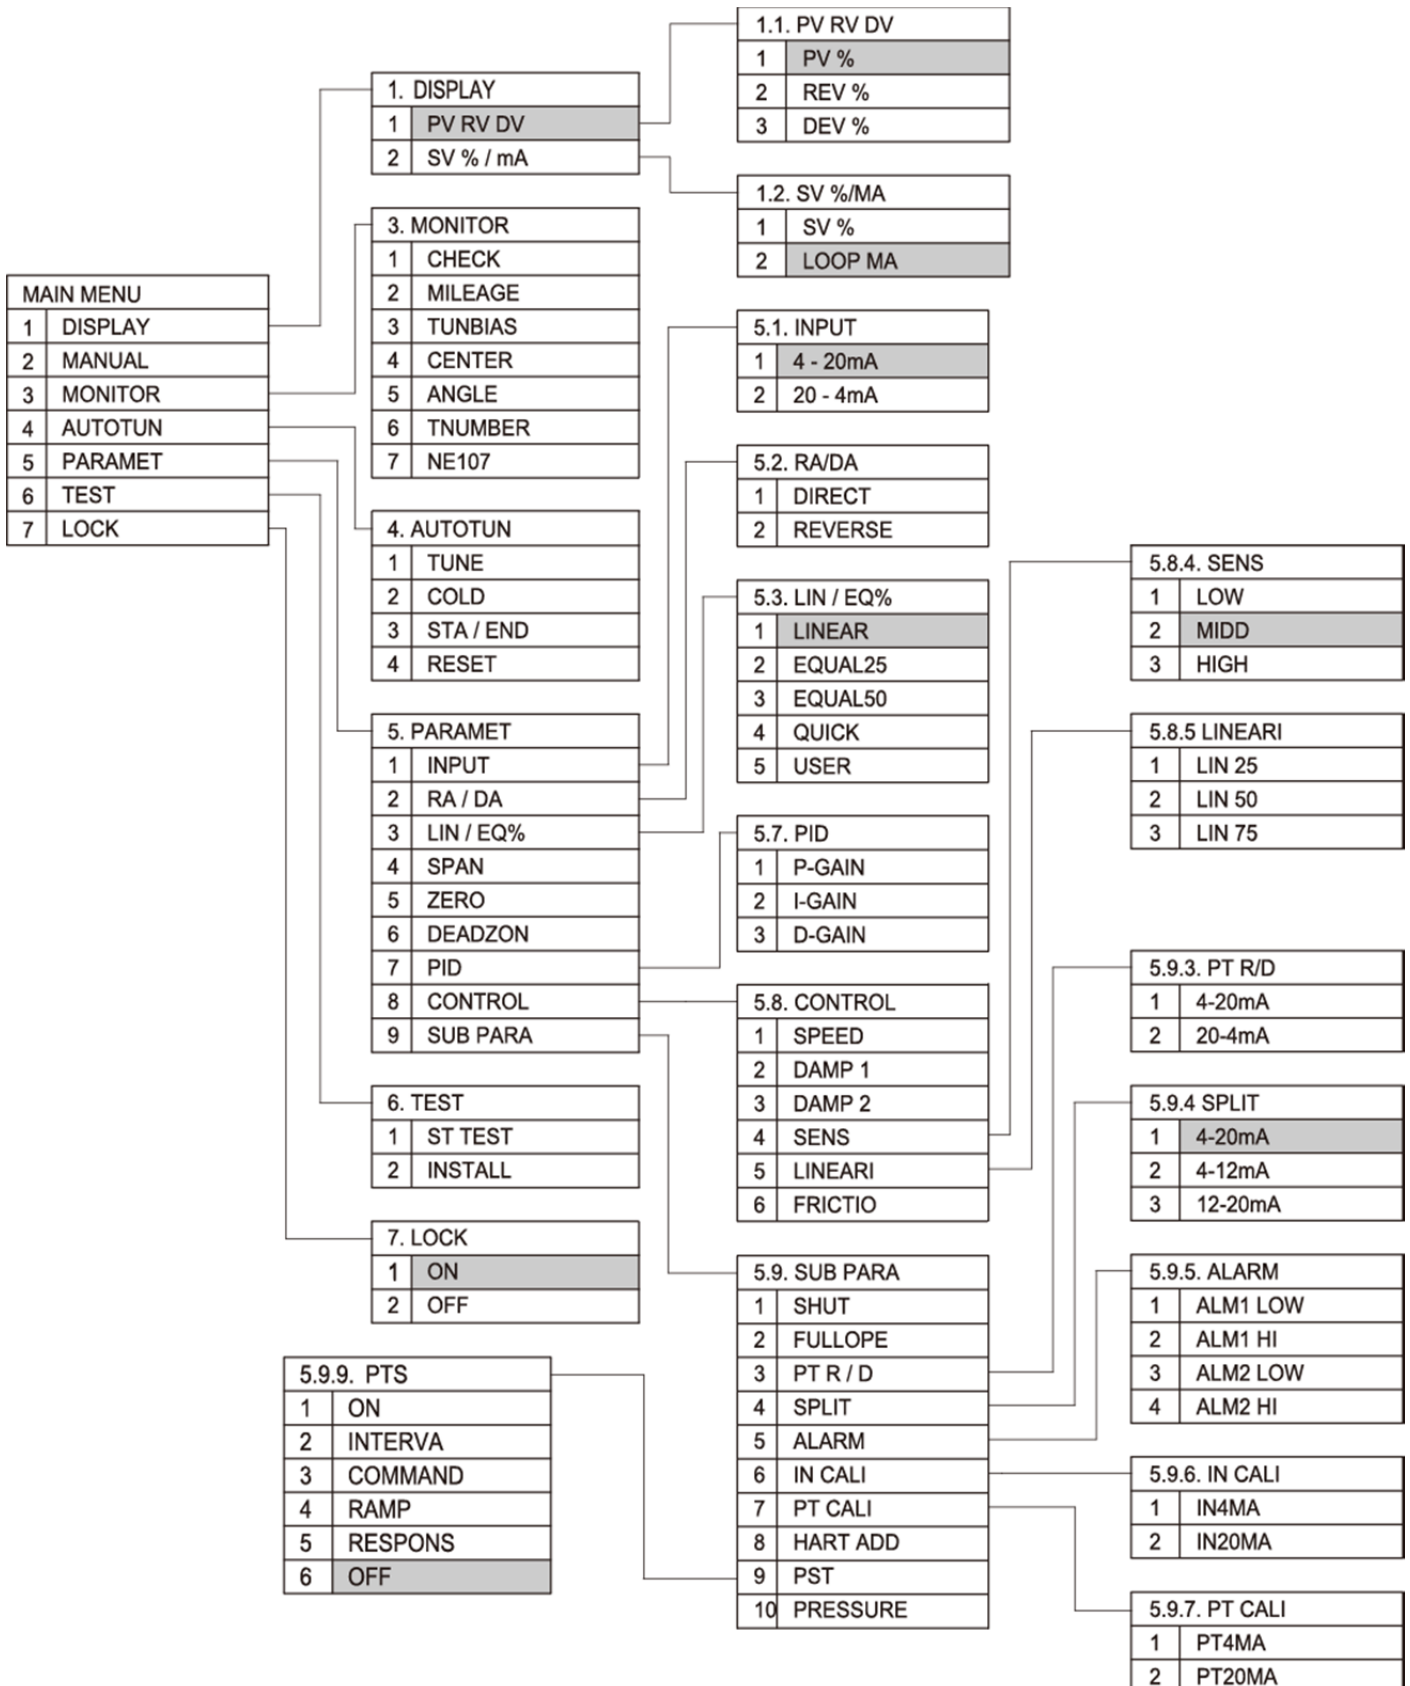 MAIN MENU
1 DISPLAY
2 MANUAL
3 MONITOR
4 AUTOTUN
5 PARAMET
6 TEST
7 LOCK
1. DISPLAY
1 PV RV DV
2 SV % / mA
3. MONITOR
1 CHECK
2 MILEAGE
3 TUNBIAS
4 CENTER
5 ANGLE
6 TNUMBER
7 NE107
4. AUTOTUN
1 TUNE
2 COLD
3 STA / END
4 RESET
5. PARAMET
1 INPUT
2 RA / DA
3 LIN / EQ%
4 SPAN
5 ZERO
6 DEADZON
7 PID
8 CONTROL
9 SUB PARA
6. TEST
1 ST TEST
2 INSTALL
7. LOCK
1 ON
2 OFF
5.9.9. PTS
1 ON
2 INTERVA
3 COMMAND
4 RAMP
5 RESPONS
6 OFF
1.1. PV RV DV
1 PV %
2 REV %
3 DEV %
1.2. SV %/MA
1 SV %
2 LOOP MA
5.1. INPUT
1 4 - 20mA
2 20 - 4mA
5.2. RA/DA
1 DIRECT
2 REVERSE
5.3. LIN / EQ%
1 LINEAR
2 EQUAL25
3 EQUAL50
4 QUICK
5 USER
5.7. PID
1 P-GAIN
2 I-GAIN
3 D-GAIN
5.8. CONTROL
1 SPEED
2 DAMP 1
3 DAMP 2
4 SENS
5 LINEARI
6 FRICTIO
5.9. SUB PARA
1 SHUT
2 FULLOPE
3 PT R / D
4 SPLIT
5 ALARM
6 IN CALI
7 PT CALI
8 HART ADD
9 PST
10 PRESSURE
5.8.4. SENS
1 LOW
2 MIDD
3 HIGH
5.8.5 LINEARI
1 LIN 25
2 LIN 50
3 LIN 75
5.9.3. PT R/D
1 4-20mA
2 20-4mA
5.9.4 SPLIT
1 4-20mA
2 4-12mA
3 12-20mA
5.9.5. ALARM
1 ALM1 LOW
2 ALM1 HI
3 ALM2 LOW
4 ALM2 HI
5.9.6. IN CALI
1 IN4MA
2 IN20MA
5.9.7. PT CALI
1 PT4MA
2 PT20MA